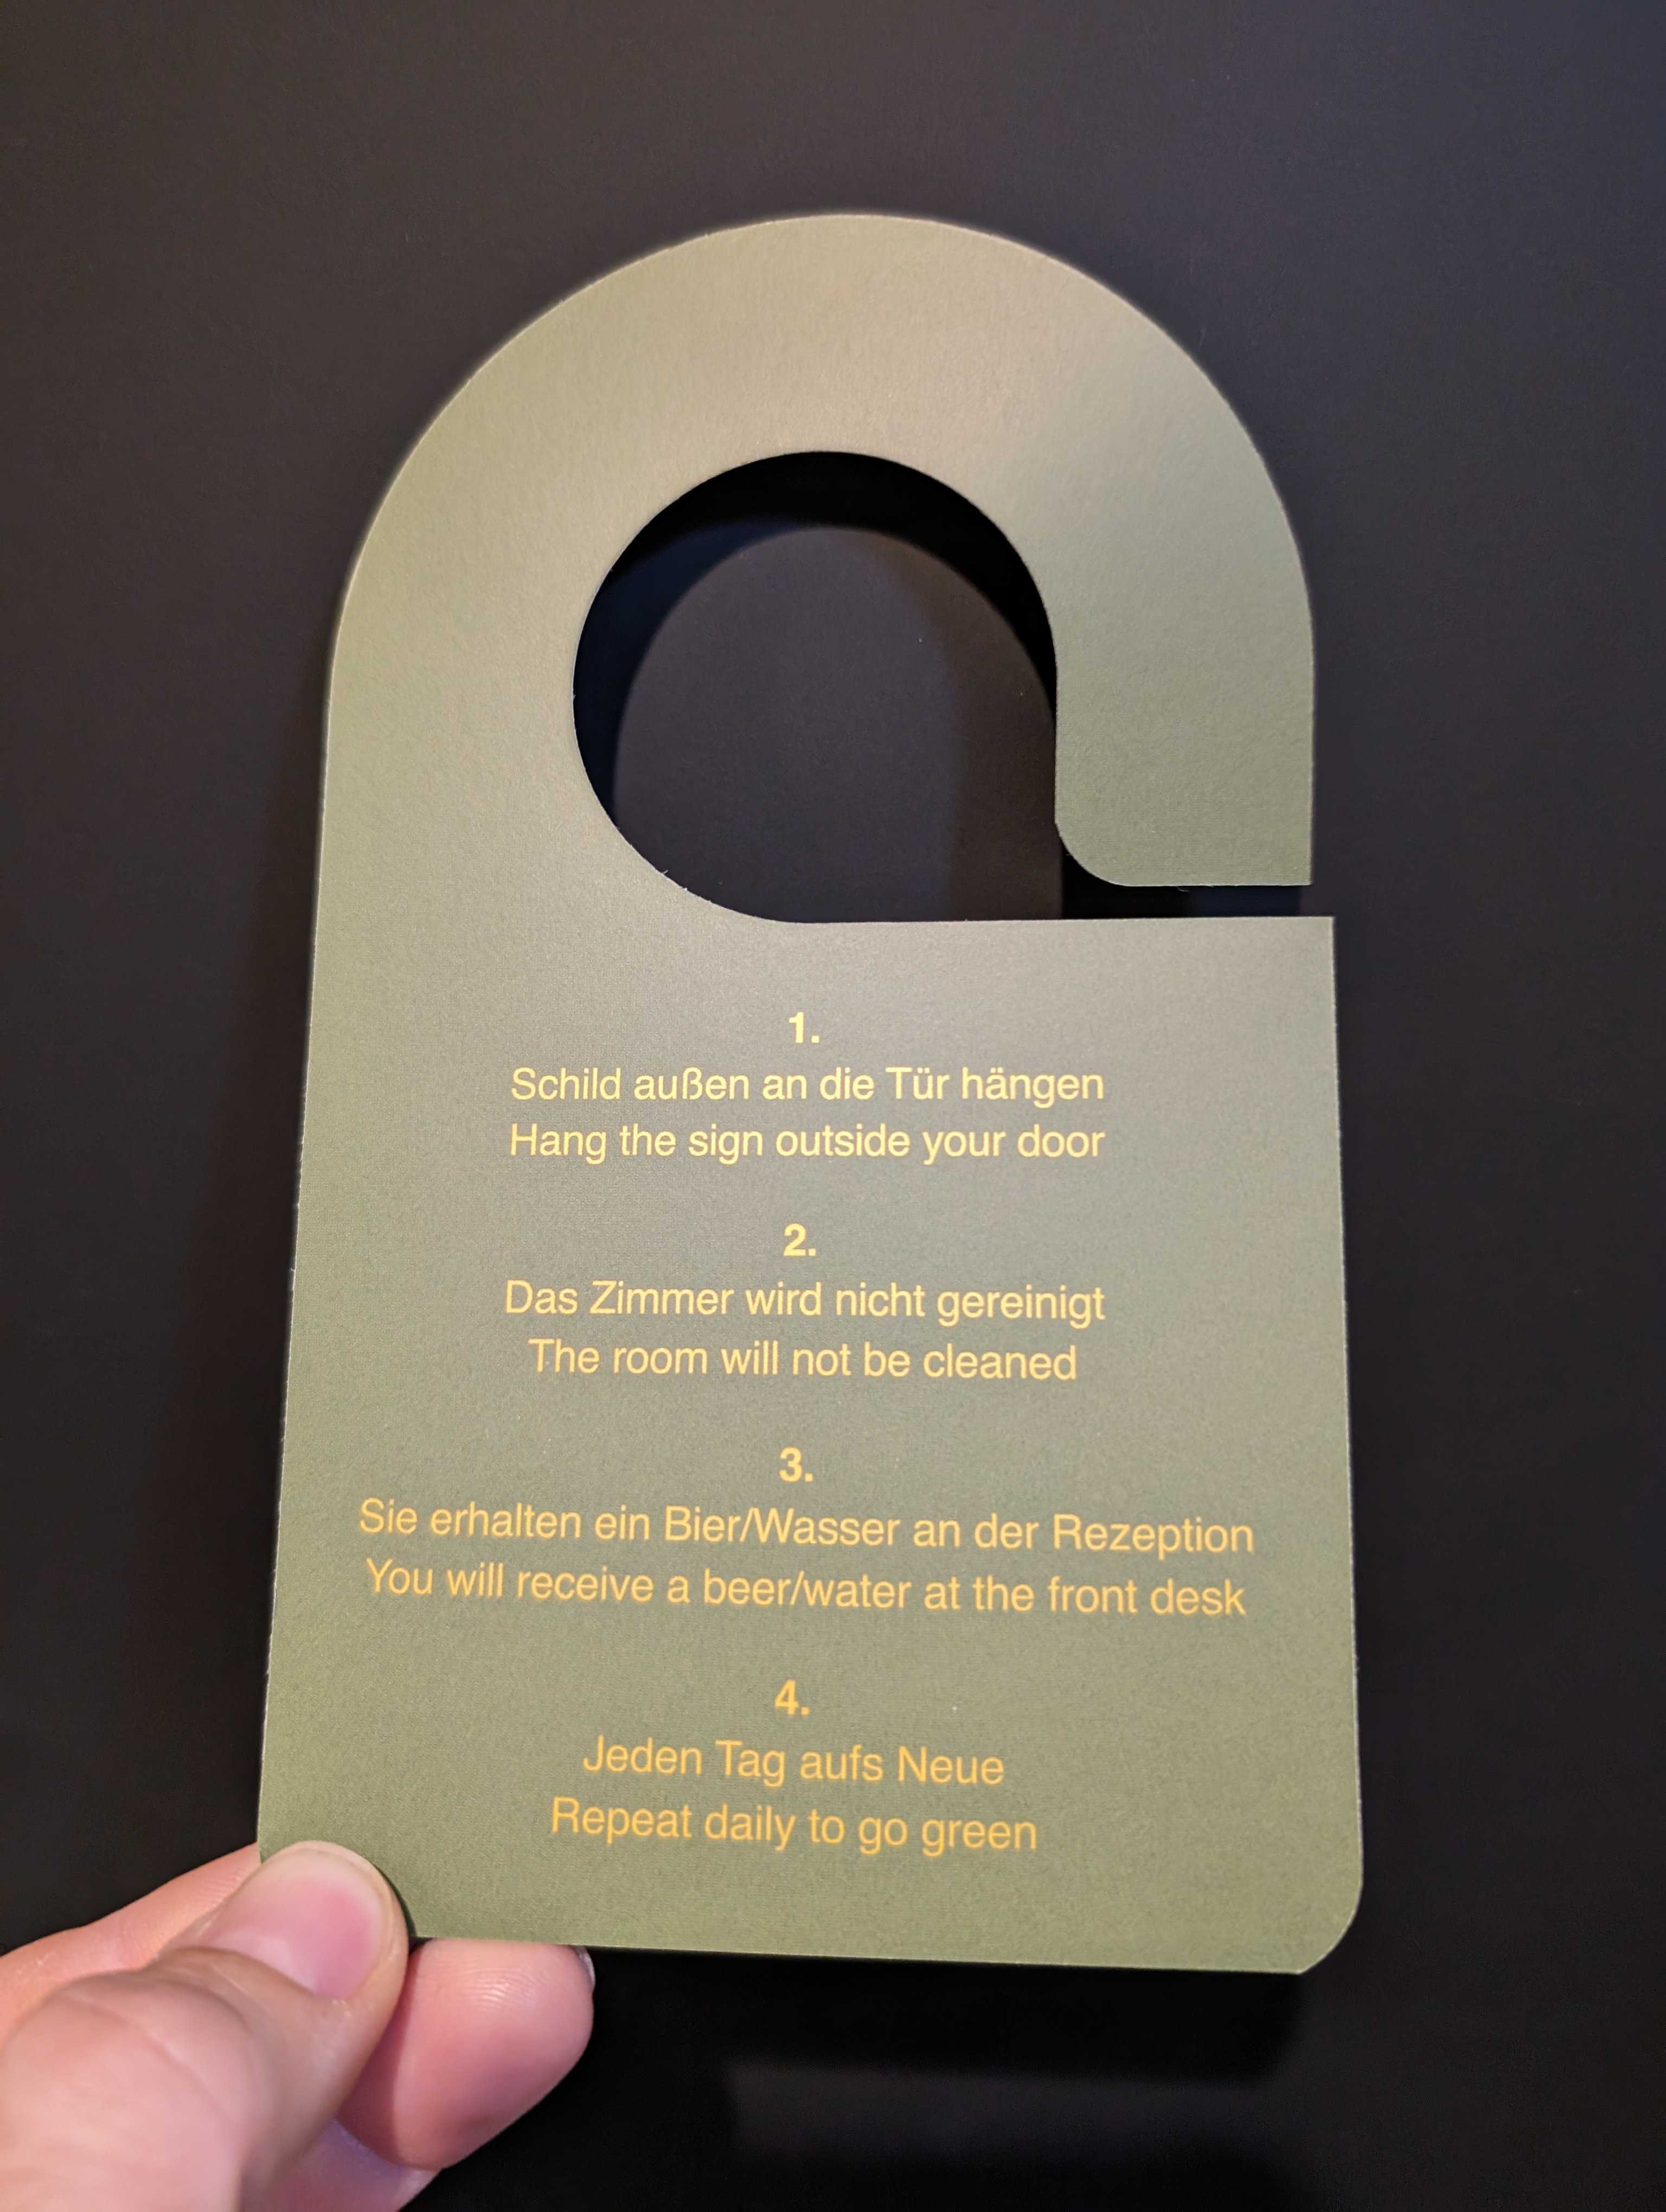 1.
Schild außen an die Tür hängen
Hang the sign outside your door
2.
Das Zimmer wird nicht gereinigt
The room will not be cleaned
3.
Sie erhalten ein Bier/Wasser an der Rezeption
You will receive a beer/water at the front desk
4.
Jeden Tag aufs Neue
Repeat daily to go green